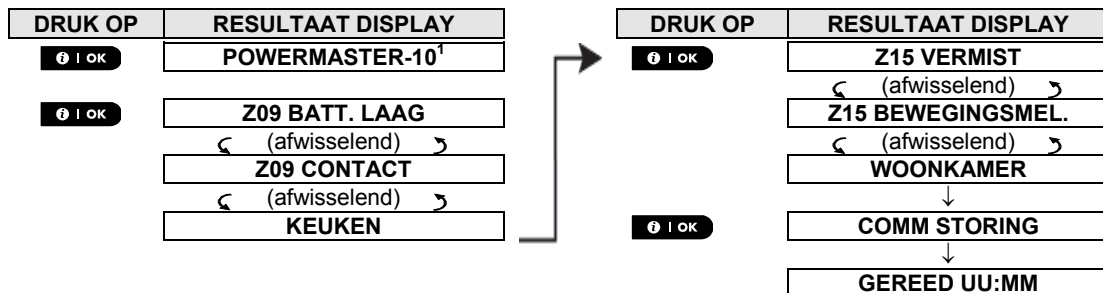 DRUK OP RESULTAAT DISPLAY
i | OK POWERMASTER-10¹
i | OK Z09 BATT. LAAG
(afwisselend)
Z09 CONTACT
(afwisselend)
KEUKEN
DRUK OP RESULTAAT DISPLAY
i | OK Z15 VERMIST
(afwisselend)
Z15 BEWEGINGSMEL.
(afwisselend)
WOONKAMER
↓
i | OK COMM STORING
↓
GEREED UU:MM